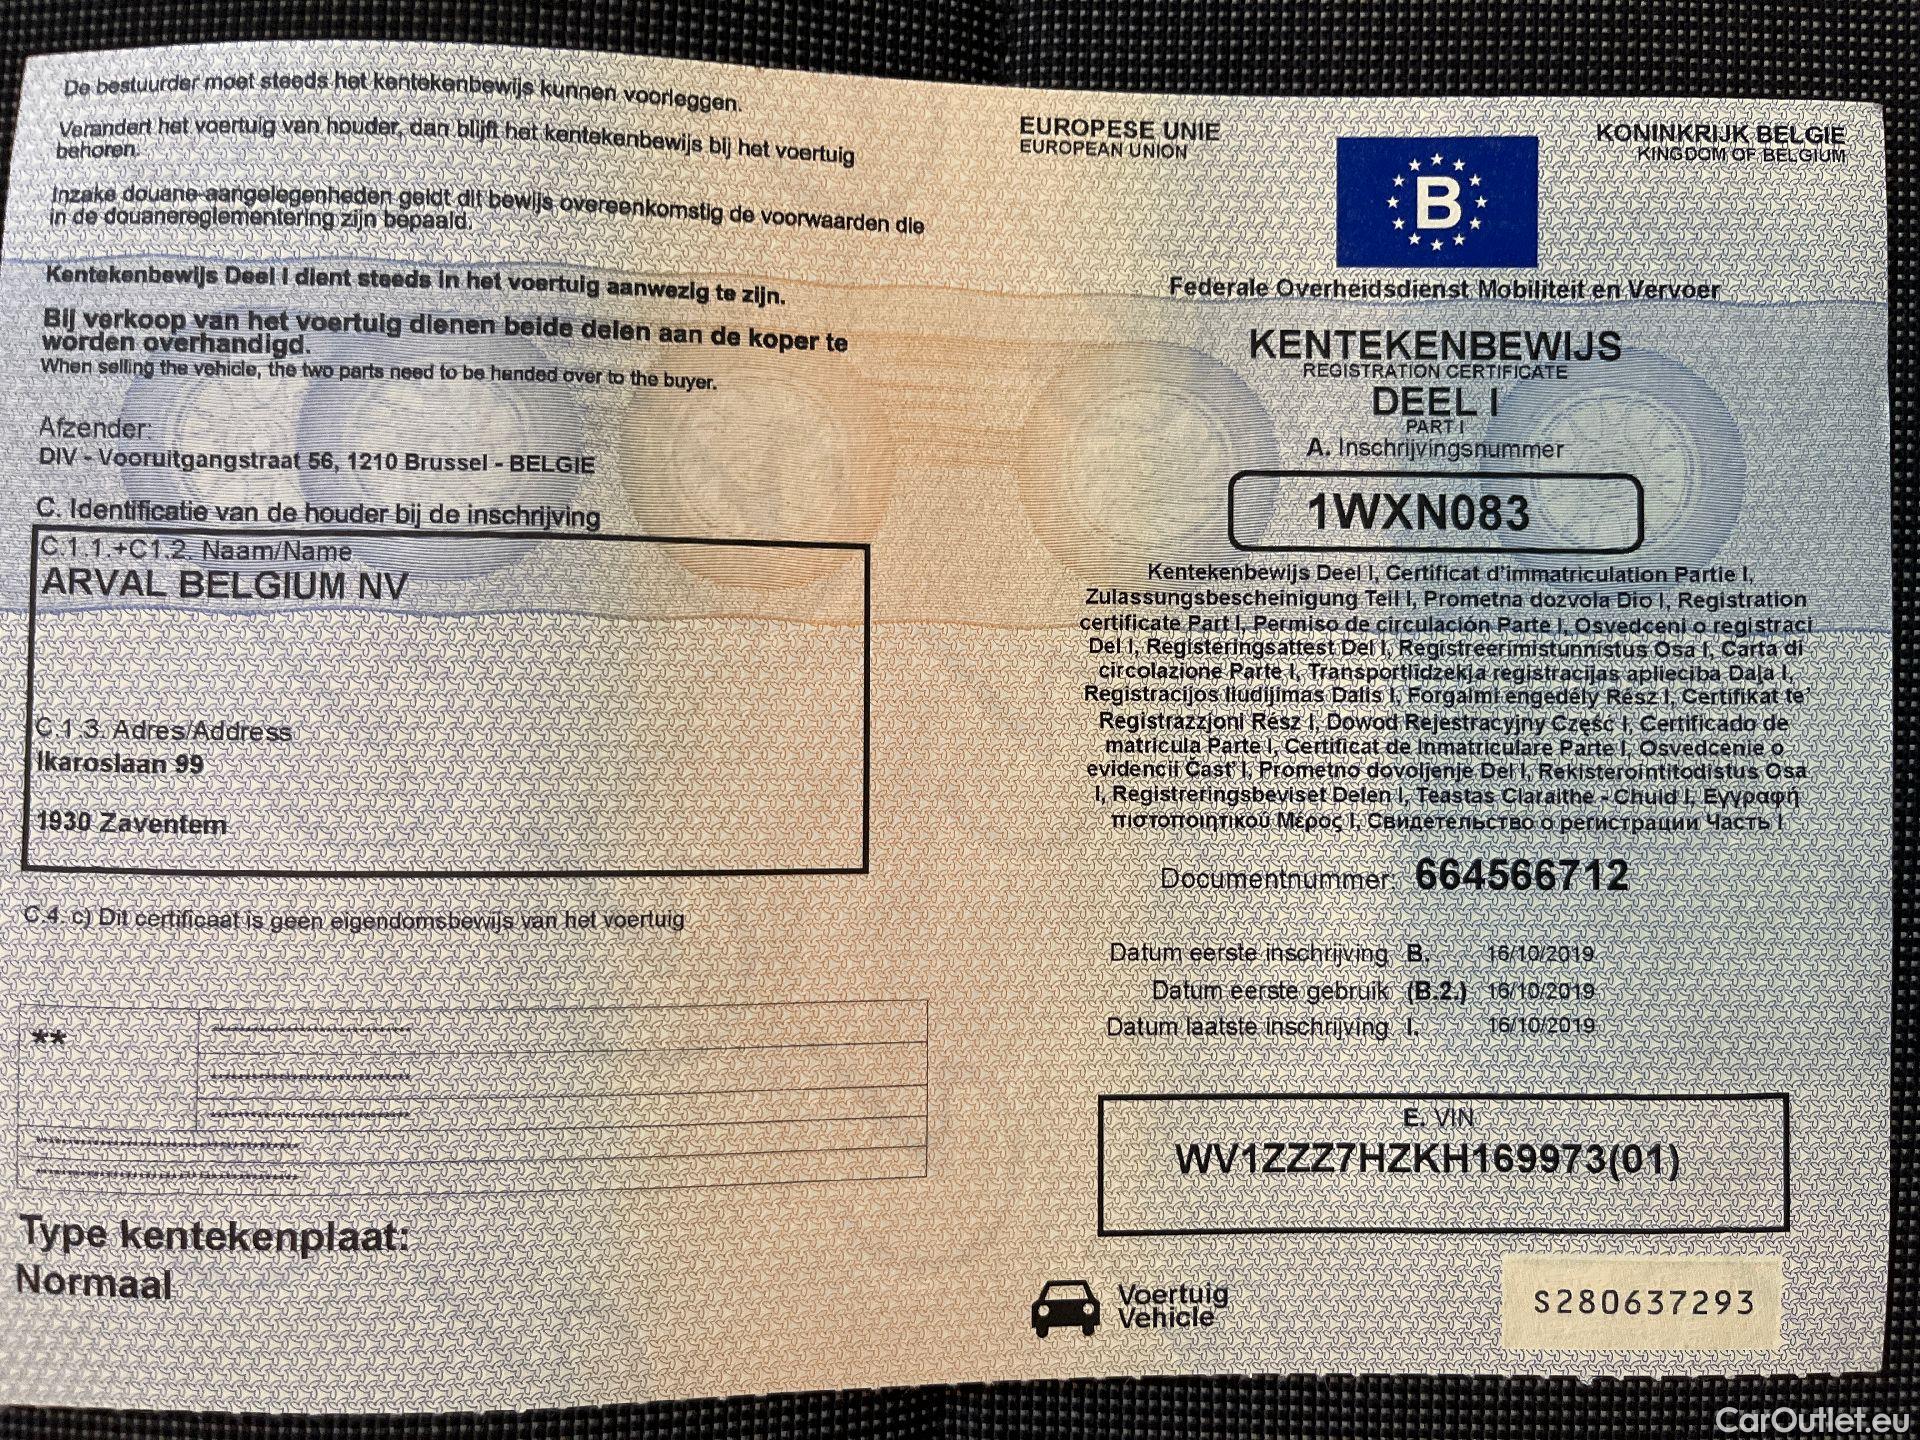 De bestuurder moet steeds het kentekenbewijs kunnen voorleggen.
Verandert het voertuig van houder, dan blijft het kentekenbewijs bij het voertuig
behoren.
Inzake douane-aangelegenheden geldt dit bewijs overeenkomstig de voorwaarden die
in de douanereglementering zijn bepaald.
Kentekenbewijs Deel I dient steeds in het voertuig aanwezig te zijn.
Bij verkoop van het voertuig dienen beide delen aan de koper te
worden overhandigd.
When selling the vehicle, the two parts need to be handed over to the buyer.
Afzender:
DIV - Vooruitgangstraat 56, 1210 Brussel - BELGIE
C. Identificatie van de houder bij de inschrijving
C.1.1.+C1.2. Naam/Name
ARVAL BELGIUM NV
C.1.3. Adres/Address
Ikaroslaan 99
1930 Zaventem
C.4. c) Dit certificaat is geen eigendomsbewijs van het voertuig
**
Type kentekenplaat:
Normaal
EUROPESE UNIE
EUROPEAN UNION
B
KONINKRIJK BELGIE
KINGDOM OF BELGIUM
Federale Overheidsdienst Mobiliteit en Vervoer
KENTEKENBEWIJS
REGISTRATION CERTIFICATE
DEEL I
PART I
A. Inschrijvingsnummer
1WXN083
Kentekenbewijs Deel I, Certificat d'immatriculation Partie I,
Zulassungsbescheinigung Teil I, Prometna dozvola Dio I, Registration
certificate Part I, Permiso de circulación Parte I, Osvedceni o registraci
Del I, Registeringsattest Del I, Registreerimistunnistus Osa I, Carta di
circolazione Parte I, Transportlīdzekļa registracijas apliecība Daļa I,
Registracijos liudijimas Dalis I, Forgalmi engedély Rész I, Certifikat te'
Registrazzjoni Rész I, Dowod Rejestracyjny Część I, Certificado de
matricula Parte I, Certificat de Inmatriculare Parte I, Osvedcenie o
evidencii Časť I, Prometno dovoljenje Del I, Rekisterointitodistus Osa
I, Registreringsbeviset Delen I, Teastas Claraithe - Chuid I, Εγγραφή
πιστοποιητικού Μέρος I, Свидетельство о регистрации Часть I
Documentnummer: 664566712
Datum eerste inschrijving B. 16/10/2019
Datum eerste gebruik (B.2.) 16/10/2019
Datum laatste inschrijving I. 16/10/2019
E. VIN
WV1ZZZ7HZKH169973(01)
Voertuig
Vehicle
S280637293
CarOutlet.eu